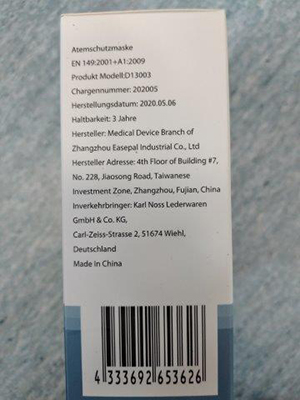 Atemschutzmaske
EN 149:2001+A1:2009
Produkt Modell:D13003
Chargennummer: 202005
Herstellungsdatum: 2020.05.06
Haltbarkeit: 3 Jahre
Hersteller: Medical Device Branch of
Zhangzhou Easepal Industrial Co., Ltd
Hersteller Adresse: 4th Floor of Building #7,
No. 228, Jiaosong Road, Taiwanese
Investment Zone, Zhangzhou, Fujian, China
Inverkehrbringer: Karl Noss Lederwaren
GmbH & Co. KG,
Carl-Zeiss-Strasse 2, 51674 Wiehl,
Deutschland
Made In China
4 333692 653626